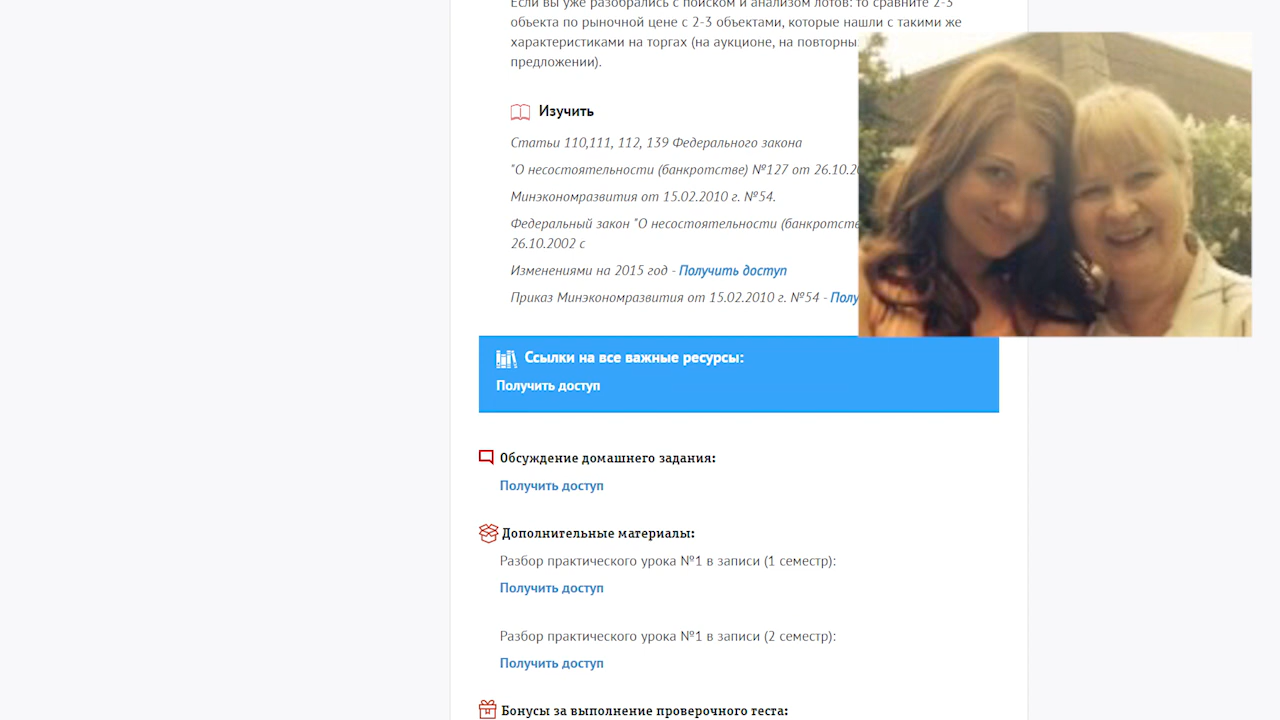 Если вы уже разобрались с поиском и анализом лотов: то сравните 2-3
объекта по рыночной цене с 2-3 объектами, которые нашли с такими же
характеристиками на торгах (на аукционе, на повторны
предложении).
Изучить
Статьи 110,111, 112, 139 Федерального закона
"О несостоятельности (банкротстве) №127 от 26.10.20
Минэкономразвития от 15.02.2010 г. №54.
Федеральный закон "О несостоятельности (банкротстве
26.10.2002 с
Изменениями на 2015 год - Получить доступ
Приказ Минэкономразвития от 15.02.2010 г. №54 - Полу
Ссылки на все важные ресурсы:
Получить доступ
Обсуждение домашнего задания:
Получить доступ
Дополнительные материалы:
Разбор практического урока №1 в записи (1 семестр):
Получить доступ
Разбор практического урока №1 в записи (2 семестр):
Получить доступ
Бонусы за выполнение проверочного теста: